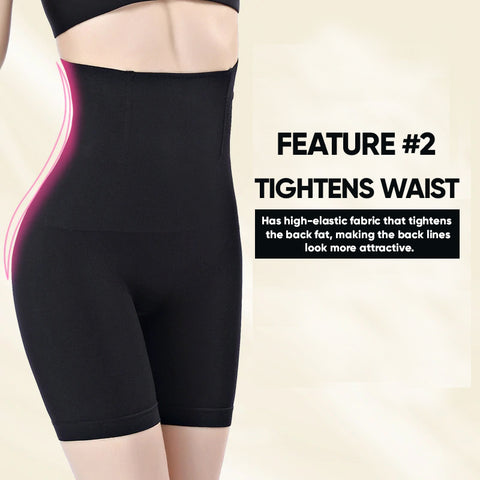 FEATURE #2
TIGHTENS WAIST
Has high-elastic fabric that tightens
the back fat, making the back lines
look more attractive.